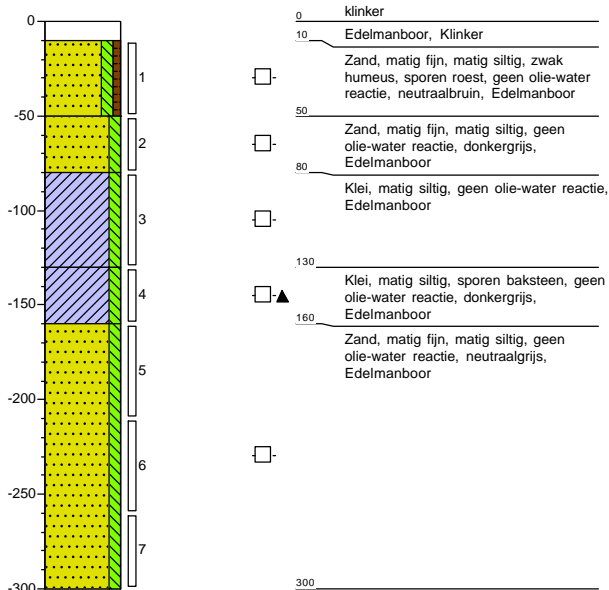 0
-50
-100
-150
-200
-250
-300
1
2
3
4
5
6
7
0
klinker
10
Edelmanboor, Klinker
Zand, matig fijn, matig siltig, zwak
humeus, sporen roest, geen olie-water
reactie, neutraalbruin, Edelmanboor
50
Zand, matig fijn, matig siltig, geen
olie-water reactie, donkergrijs,
Edelmanboor
80
Klei, matig siltig, geen olie-water reactie,
Edelmanboor
130
Klei, matig siltig, sporen baksteen, geen
olie-water reactie, donkergrijs,
Edelmanboor
160
Zand, matig fijn, matig siltig, geen
olie-water reactie, neutraalgrijs,
Edelmanboor
300